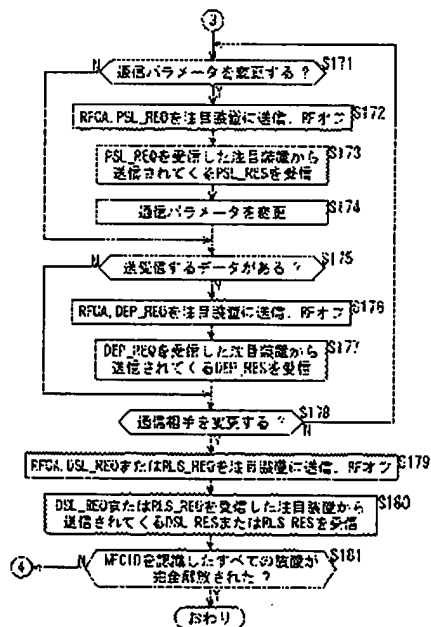 3
通信パラメータを変更する？
S171
N
Y
RFCA, PSL_REQを注目装置に送信、RFオフ
S172
PSL_REQを受信した注目装置から
送信されてくるPSL_RESを受信
S173
通信パラメータを変更
S174
送受信するデータがある？
S175
N
Y
RFCA, DEP_REQを注目装置に送信、RFオフ
S176
DEP_REQを受信した注目装置から
送信されてくるDEP_RESを受信
S177
通信相手を変更する？
S178
N
Y
RFCA, DSL_REQまたはRLS_REQを注目装置に送信、RFオフ
S179
DSL_REQまたはRLS_REQを受信した注目装置から
送信されてくるDSL_RESまたはRLS_RESを受信
S180
NFCIDを認識したすべての装置が
完全解放された？
S181
N
4
Y
おわり